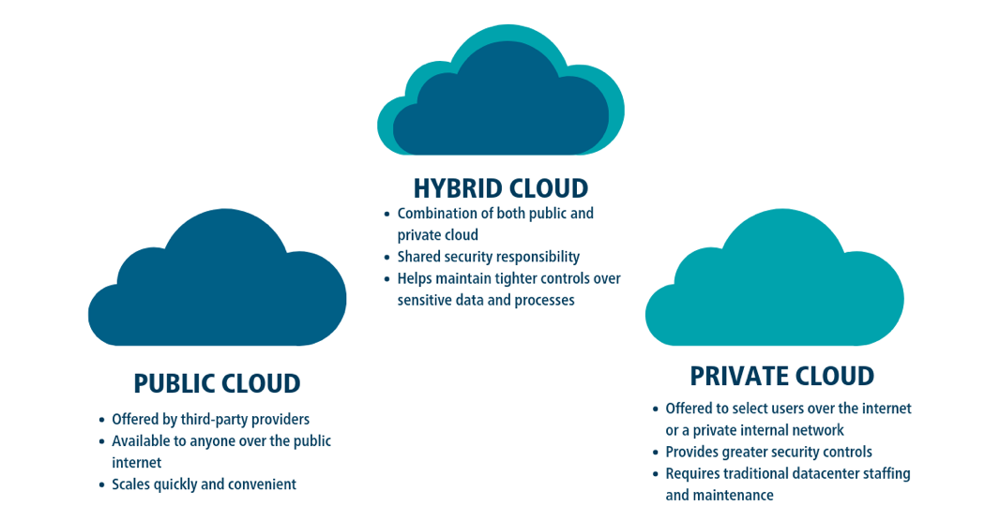 HYBRID CLOUD
• Combination of both public and
private cloud
• Shared security responsibility
• Helps maintain tighter controls over
sensitive data and processes
PUBLIC CLOUD
• Offered by third-party providers
• Available to anyone over the public
internet
• Scales quickly and convenient
PRIVATE CLOUD
• Offered to select users over the internet
or a private internal network
• Provides greater security controls
• Requires traditional datacenter staffing
and maintenance